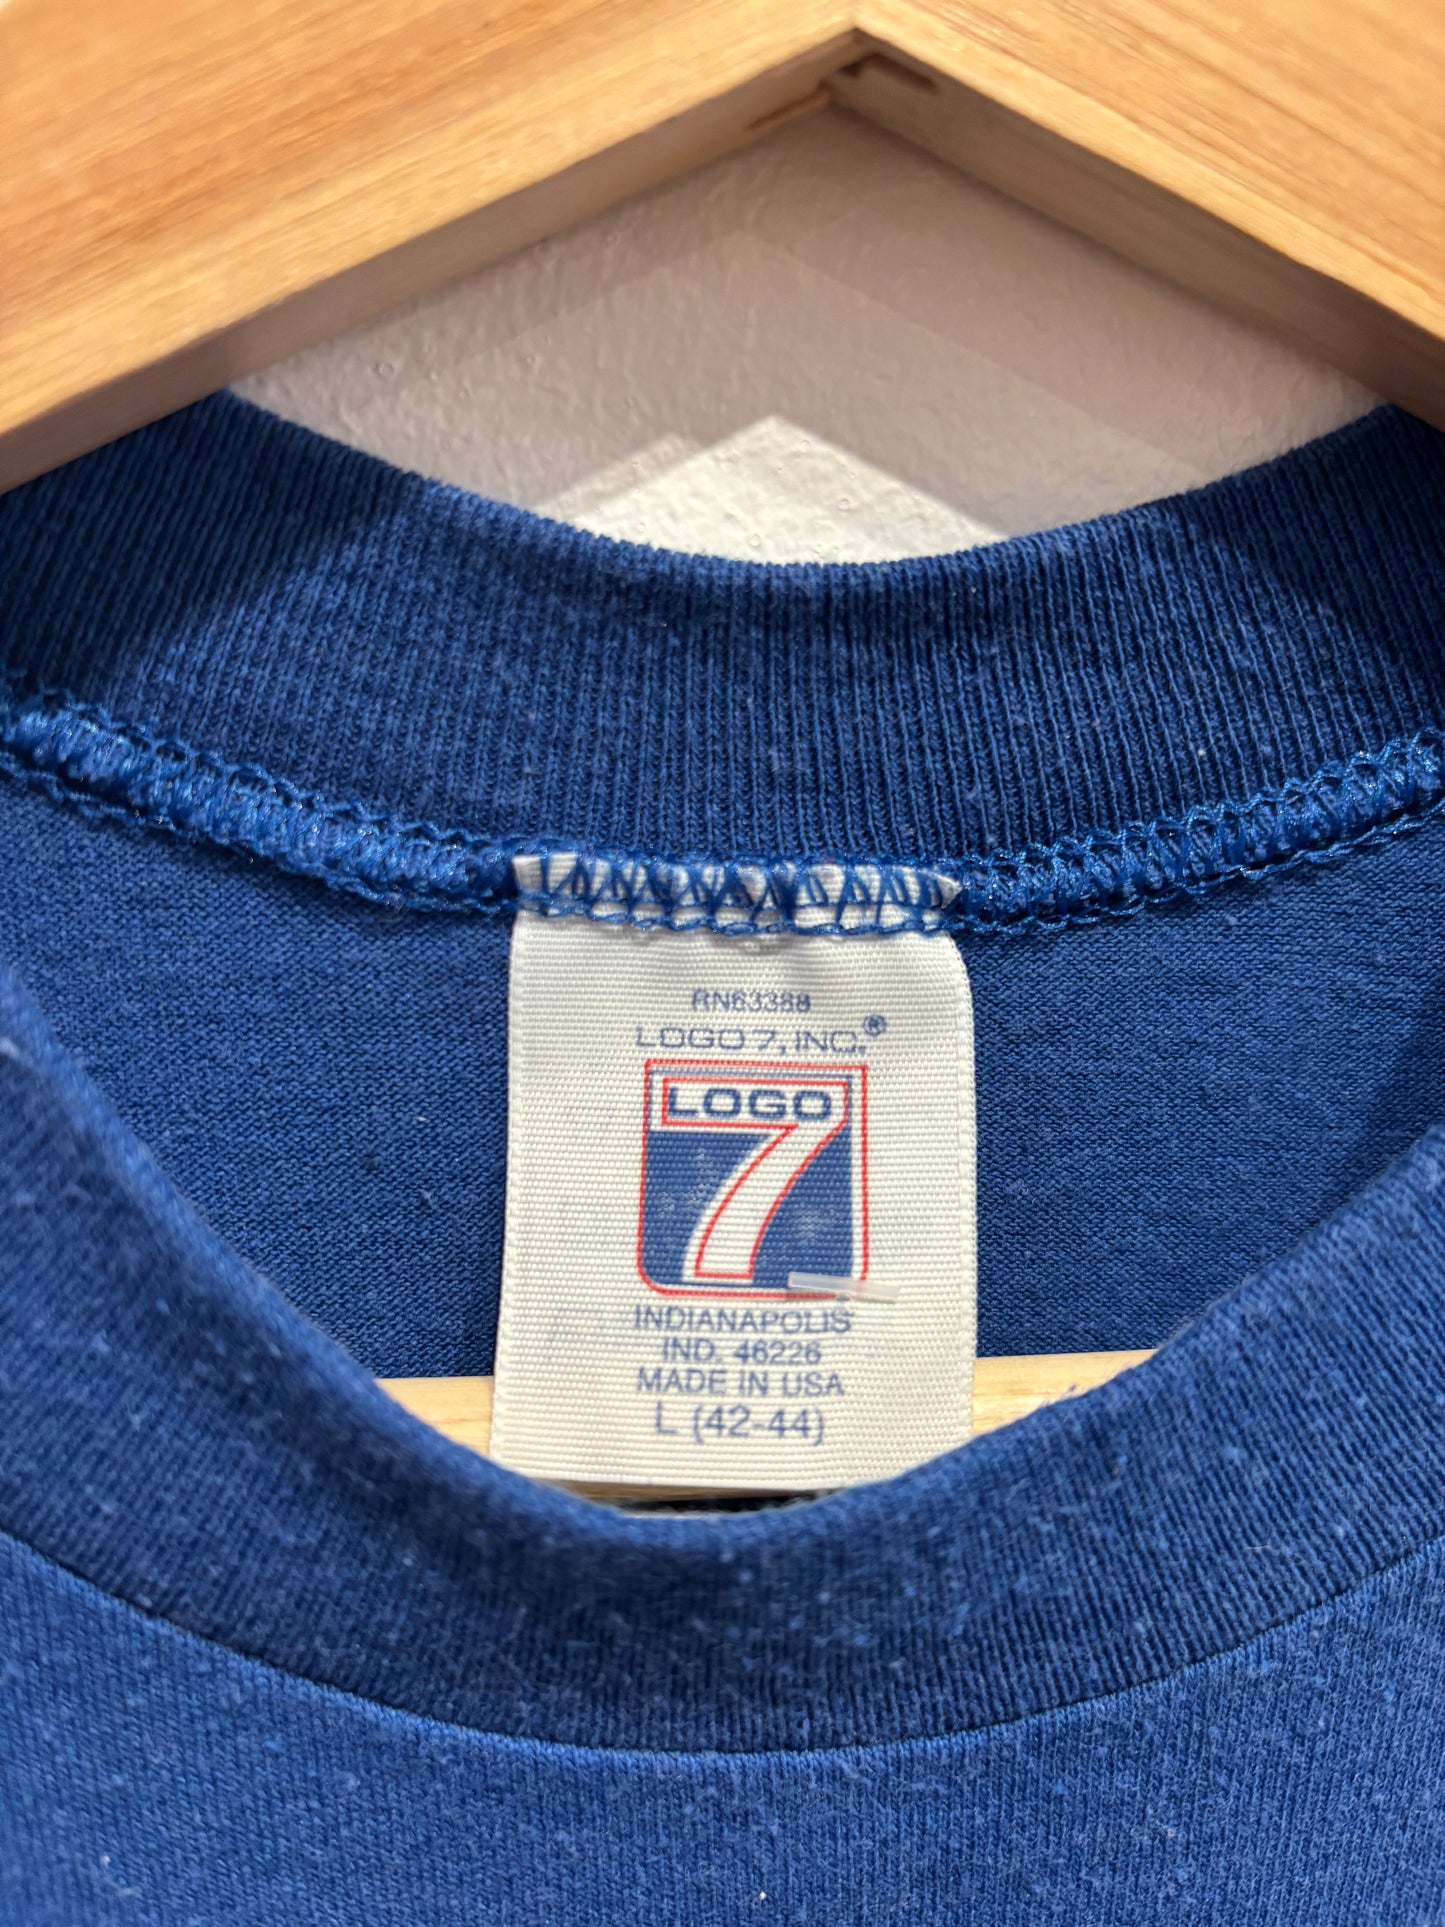 RN63388
LOGO 7, INC.®
LOGO
7
INDIANAPOLIS
IND. 46226
MADE IN USA
L (42-44)